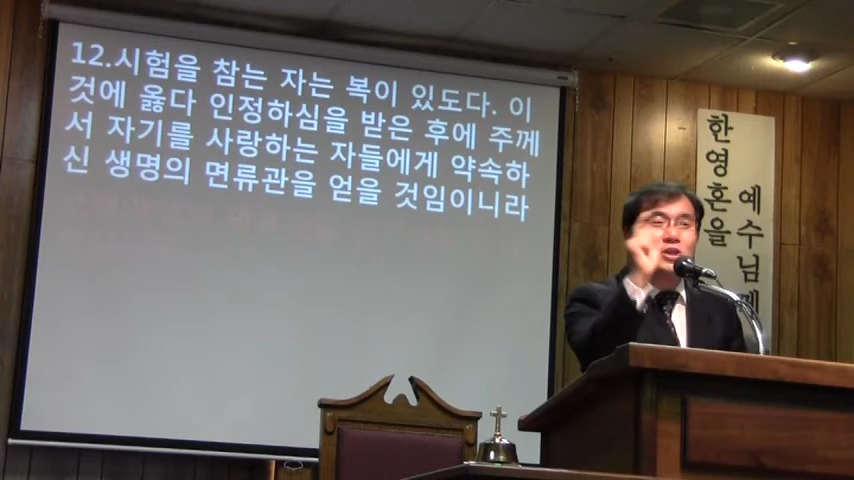 12.시험을 참는 자는 복이 있도다. 이
것에 옳다 인정하심을 받은 후에 주께
서 자기를 사랑하는 자들에게 약속하
신 생명의 면류관을 얻을 것임이니라
한영혼을
예수님께